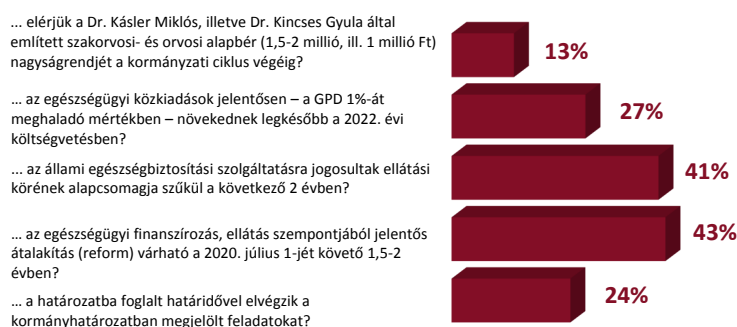 ... elérjük a Dr. Kásler Miklós, illetve Dr. Kincses Gyula által
említett szakorvosi- és orvosi alapbér (1,5-2 millió, ill. 1 millió Ft)
nagyságrendjét a kormányzati ciklus végéig?
13%
... az egészségügyi közkiadások jelentősen – a GPD 1%-át
meghaladó mértékben – növekednek legkésőbb a 2022. évi
költségvetésben?
27%
... az állami egészségbiztosítási szolgáltatásra jogosultak ellátási
körének alapcsomagja szűkül a következő 2 évben?
41%
... az egészségügyi finanszírozás, ellátás szempontjából jelentős
átalakítás (reform) várható a 2020. július 1-jét követő 1,5-2
évben?
43%
... a határozatba foglalt határidővel elvégzik a
kormányhatározatban megjelölt feladatokat?
24%